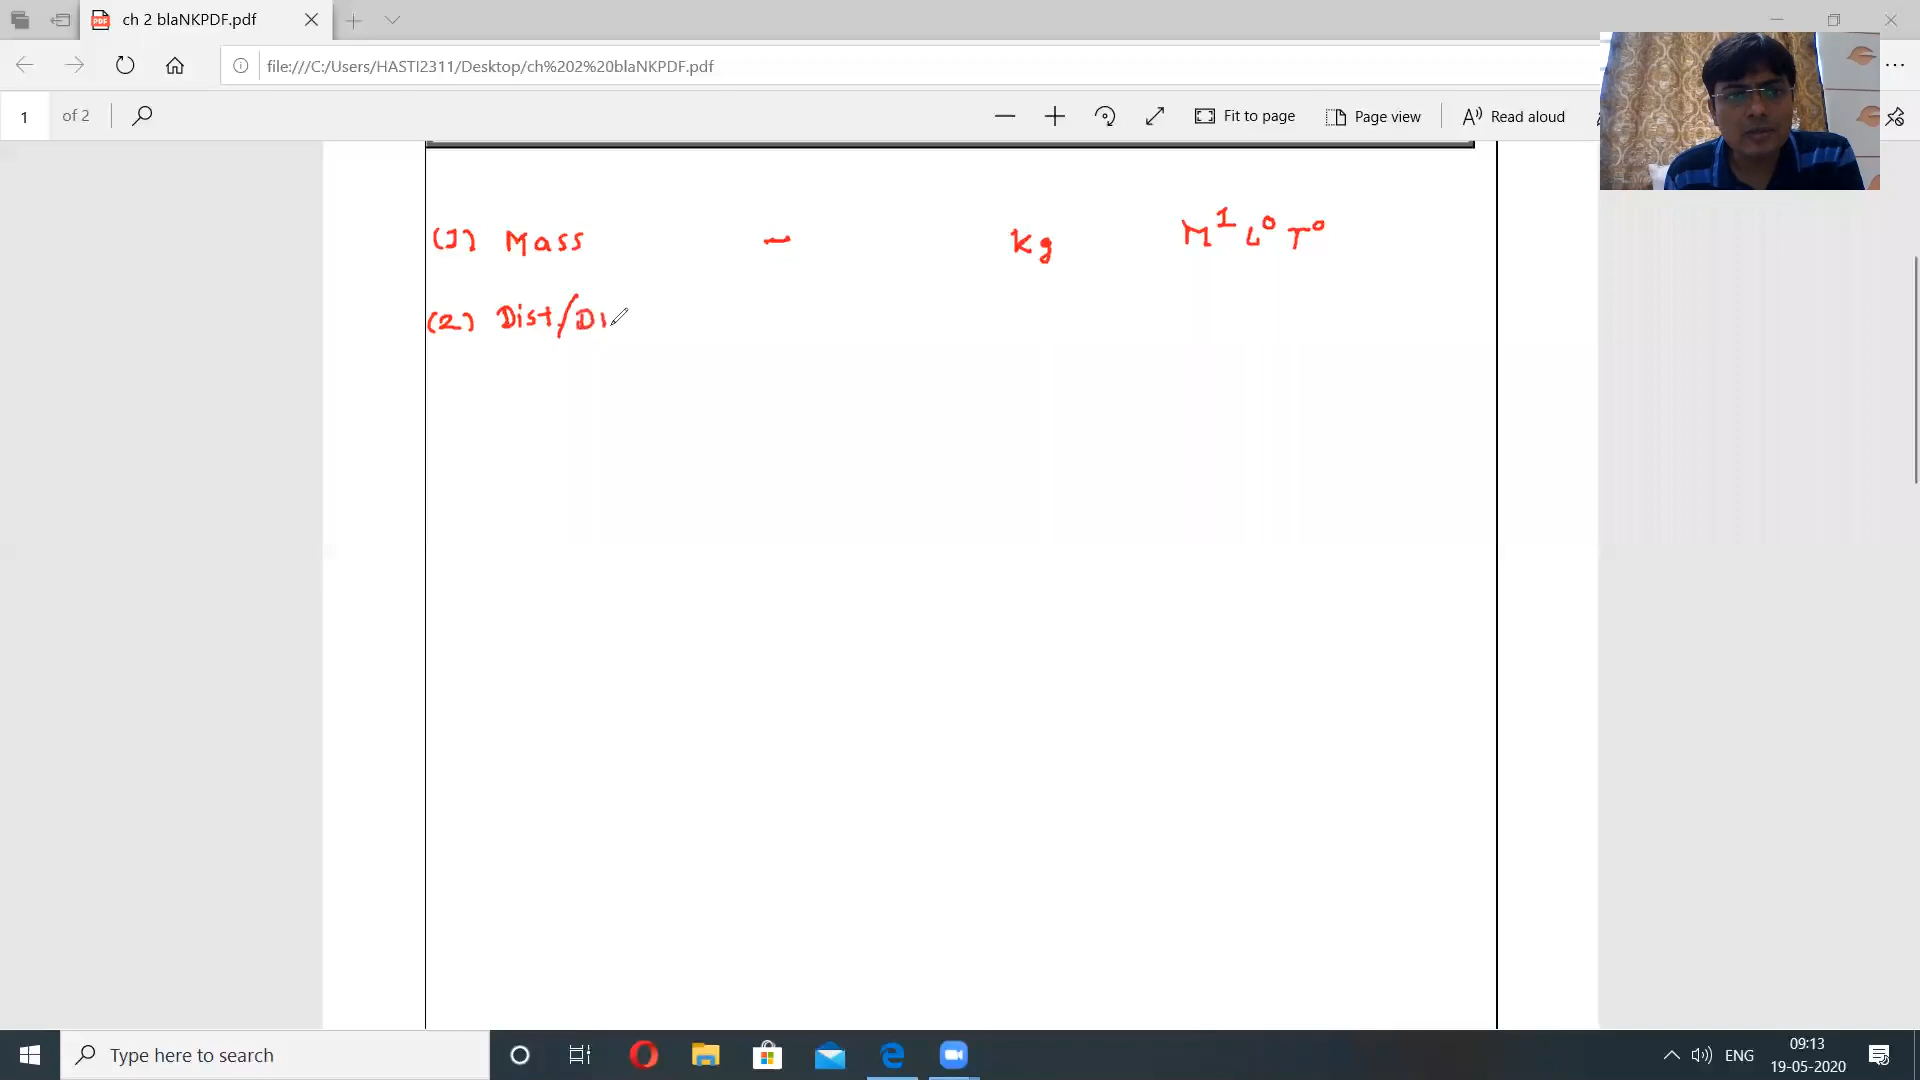 ch 2 blaNKPDF.pdf
file:///C:/Users/HASTI2311/Desktop/ch%202%20blaNKPDF.pdf
1 of 2 Fit to page Page view Read aloud
(1) Mass - kg M¹ L⁰ T⁰
(2) Dist/Di
Type here to search
ENG
09:13
19-05-2020